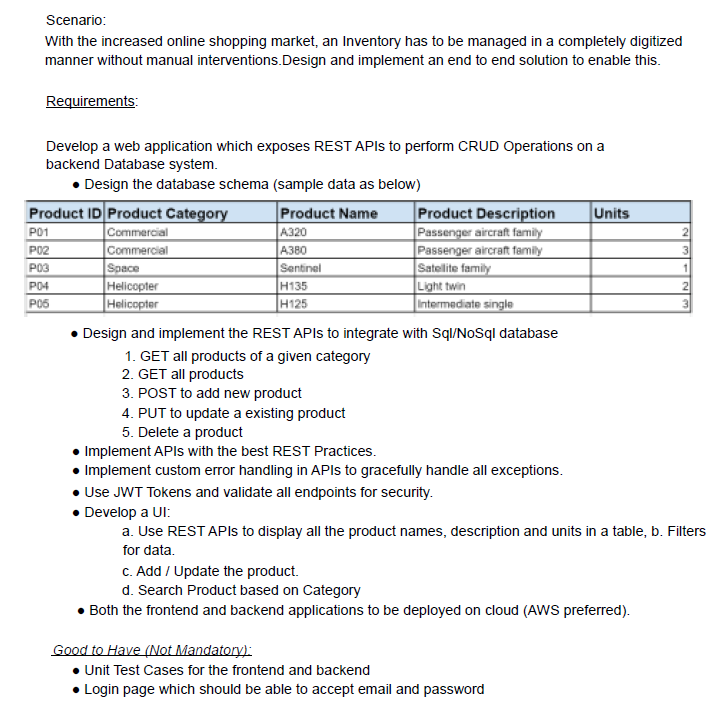 Scenario:
With the increased online shopping market, an Inventory has to be managed in a completely digitized
manner without manual interventions.Design and implement an end to end solution to enable this.
Requirements:
Develop a web application which exposes REST APIs to perform CRUD Operations on a
backend Database system.
• Design the database schema (sample data as below)
Product ID Product Category Product Name Product Description Units
P01 Commercial A320 Passenger aircraft family 2
P02 Commercial A380 Passenger aircraft family 3
P03 Space Sentinel Satellite family 1
P04 Helicopter H135 Light twin 2
P05 Helicopter H125 Intermediate single 3
• Design and implement the REST APIs to integrate with Sql/NoSql database
1. GET all products of a given category
2. GET all products
3. POST to add new product
4. PUT to update a existing product
5. Delete a product
• Implement APIs with the best REST Practices.
• Implement custom error handling in APIs to gracefully handle all exceptions.
• Use JWT Tokens and validate all endpoints for security.
• Develop a UI:
a. Use REST APIs to display all the product names, description and units in a table, b. Filters
for data.
c. Add / Update the product.
d. Search Product based on Category
• Both the frontend and backend applications to be deployed on cloud (AWS preferred).
Good to Have (Not Mandatory):
• Unit Test Cases for the frontend and backend
• Login page which should be able to accept email and password